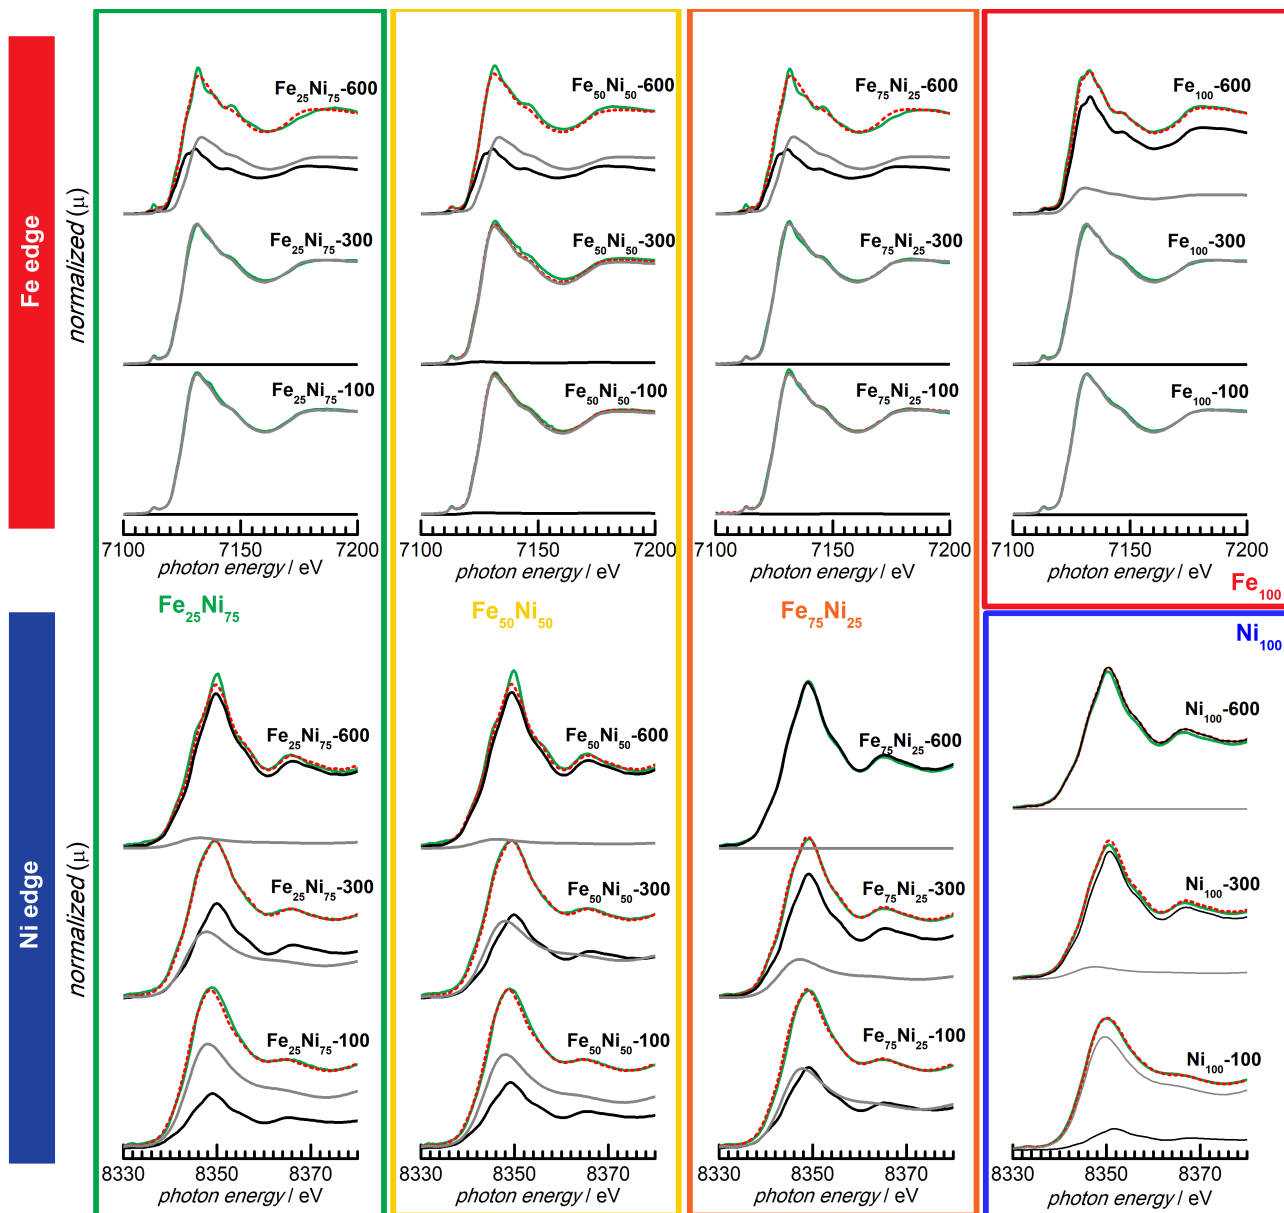 Fe edge
normalized (μ)
Fe25Ni75-600
Fe50Ni50-600
Fe75Ni25-600
Fe100-600
Fe25Ni75-300
Fe50Ni50-300
Fe75Ni25-300
Fe100-300
Fe25Ni75-100
Fe50Ni50-100
Fe75Ni25-100
Fe100-100
7100 7150 7200
7100 7150 7200
7100 7150 7200
7100 7150 7200
photon energy / eV
photon energy / eV
photon energy / eV
photon energy / eV
Fe25Ni75
Fe50Ni50
Fe75Ni25
Fe100
Ni edge
normalized (μ)
Ni100
Fe25Ni75-600
Fe50Ni50-600
Fe75Ni25-600
Ni100-600
Fe25Ni75-300
Fe50Ni50-300
Fe75Ni25-300
Ni100-300
Fe25Ni75-100
Fe50Ni50-100
Fe75Ni25-100
Ni100-100
8330 8350 8370
8330 8350 8370
8330 8350 8370
8330 8350 8370
photon energy / eV
photon energy / eV
photon energy / eV
photon energy / eV